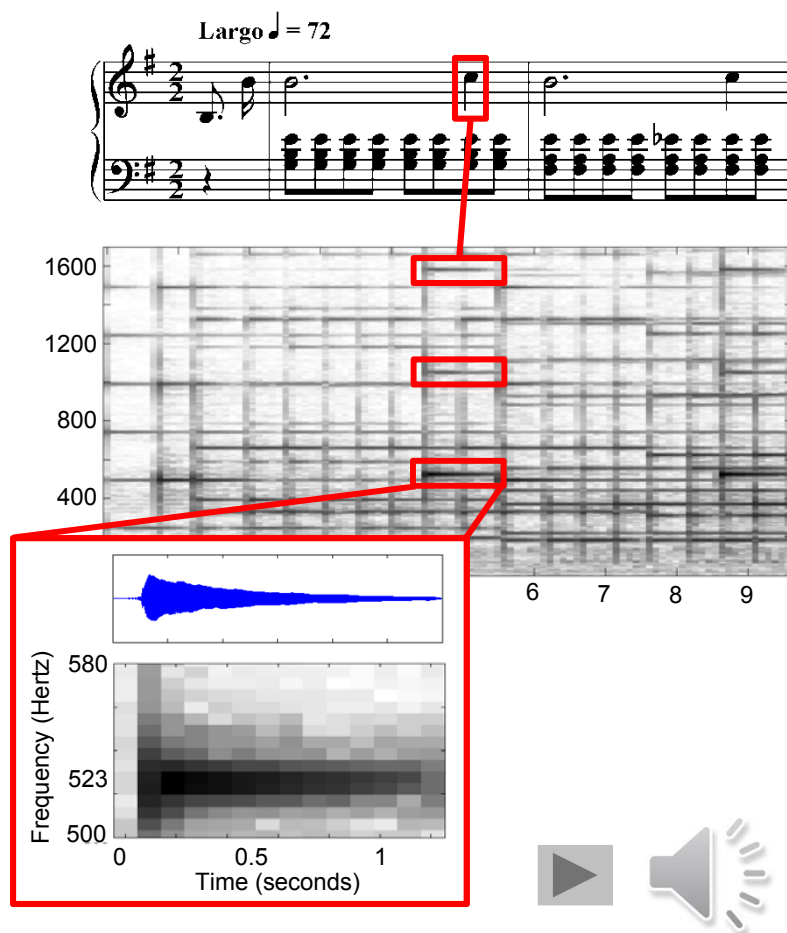 Largo ♩ = 72
2 2
2 2
1600
1200
800
400
6 7 8 9
580
523
500
Frequency (Hertz)
0 0.5 1
Time (seconds)